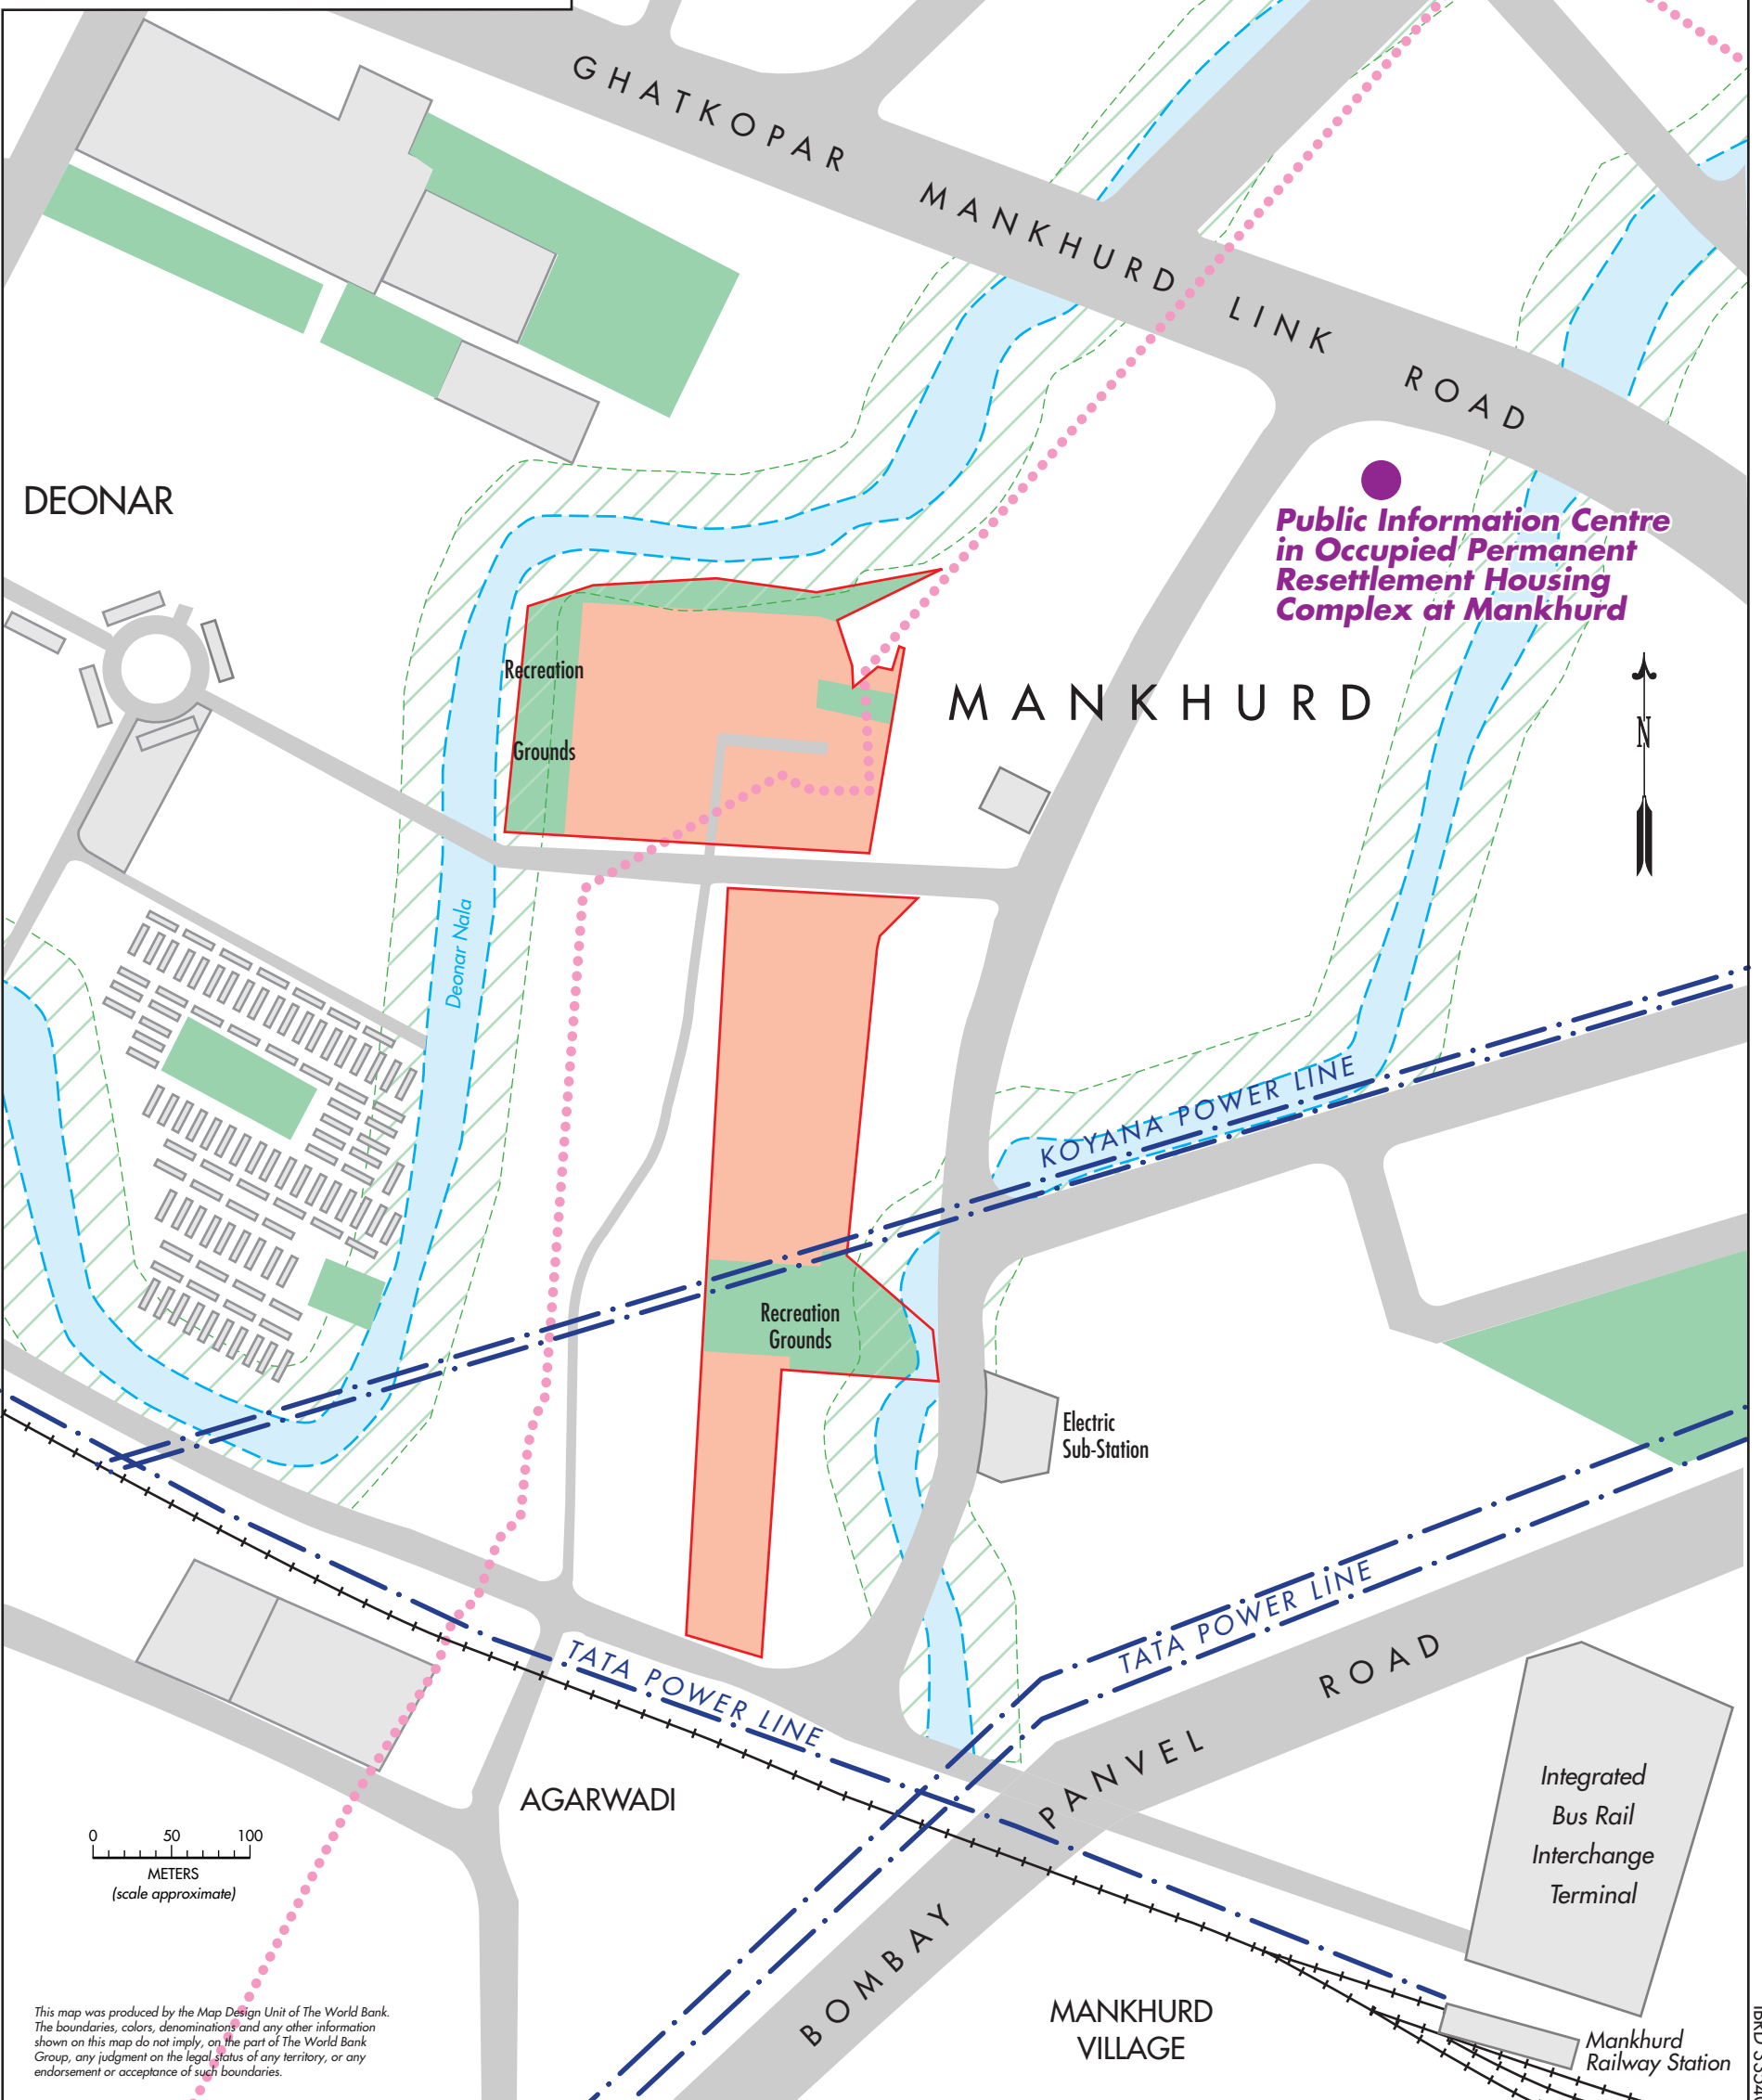 GHATKOPAR MANKHURD LINK ROAD
DEONAR
Public Information Centre
in Occupied Permanent
Resettlement Housing
Complex at Mankhurd
Recreation
Grounds
MANKHURD
N
Deonar Nala
KOYANA POWER LINE
Recreation
Grounds
Electric
Sub-Station
TATA POWER LINE
TATA POWER LINE
BOMBAY PANVEL ROAD
AGARWADI
Integrated
Bus Rail
Interchange
Terminal
0 50 100
METERS
(scale approximate)
MANKHURD
VILLAGE
Mankhurd
Railway Station
This map was produced by the Map Design Unit of The World Bank.
The boundaries, colors, denominations and any other information
shown on this map do not imply, on the part of The World Bank
Group, any judgment on the legal status of any territory, or any
endorsement or acceptance of such boundaries.